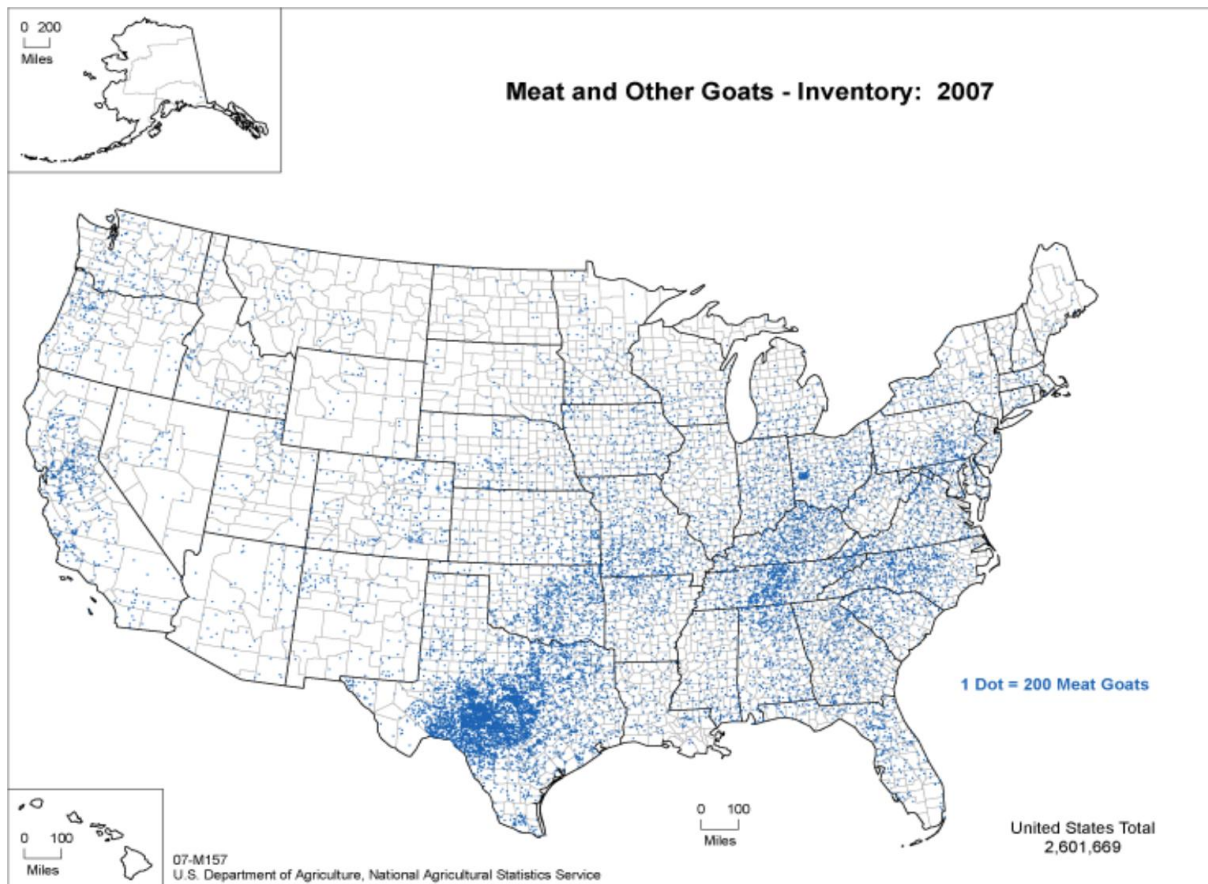 0 200
Miles
Meat and Other Goats - Inventory: 2007
1 Dot = 200 Meat Goats
0 100
Miles
0 100
Miles
United States Total
2,601,669
07-M157
U.S. Department of Agriculture, National Agricultural Statistics Service